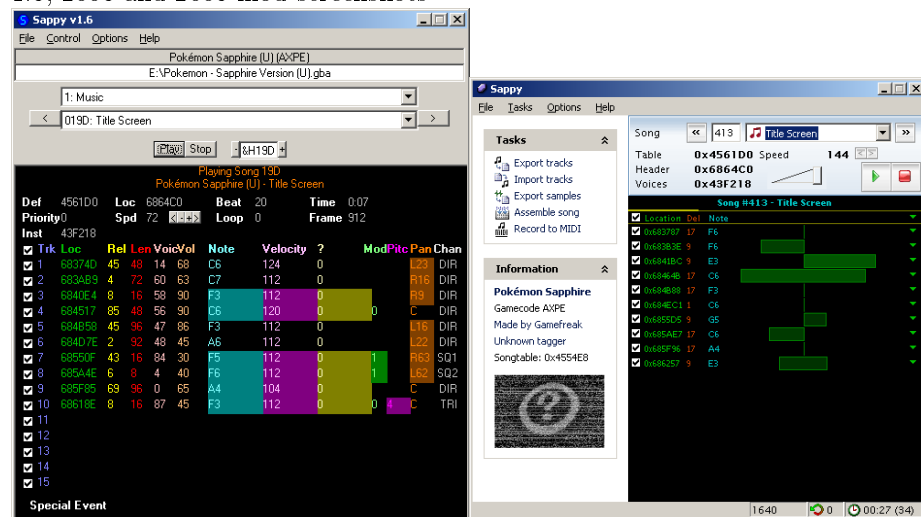 Sappy v1.6
File Control Options Help
Pokémon Sapphire (U) (AXPE)
E:\Pokemon - Sapphire Version (U).gba
1: Music
< 019D: Title Screen >
Play Stop - &H19D +
Playing Song 19D
Pokémon Sapphire (U) - Title Screen
Def 4561D0 Loc 6864C0 Beat 20 Time 0:07
Priority 0 Spd 72 < - + > Loop 0 Frame 912
Inst 43F218
Trk Loc Rel Len Voic Vol Note Velocity ? Mod Pitc Pan Chan
1 68374D 45 48 14 68 C6 124 0 L23 DIR
2 683AB9 4 72 60 63 C7 112 0 R16 DIR
3 6840E4 8 16 58 90 F3 112 0 R9 DIR
4 684517 85 48 56 90 C6 120 0 0 C DIR
5 684B58 45 96 47 86 F3 112 0 L16 DIR
6 684D7E 2 92 48 45 A6 112 0 L22 DIR
7 68550F 43 16 84 30 F5 112 0 1 R63 SQ1
8 685A4E 6 8 4 40 F6 112 0 1 L62 SQ2
9 685F85 69 96 0 65 A4 104 0 C DIR
10 68618E 8 16 87 45 F3 112 0 0 4 C TRI
11
12
13
14
15
Special Event
Sappy
File Tasks Options Help
Tasks
Export tracks
Import tracks
Export samples
Assemble song
Record to MIDI
Information
Pokémon Sapphire
Gamecode AXPE
Made by Gamefreak
Unknown tagger
Songtable: 0x4554E8
Song « 413 Title Screen »
Table 0x4561D0 Speed 144
Header 0x6864C0
Voices 0x43F218
Song #413 - Title Screen
Location Del Note
0x683787 17 F6
0x683B3E 9 F6
0x6841BC 9 E3
0x68464B 17 C6
0x684B88 17 F3
0x684EC1 1 C6
0x6855D5 9 G5
0x685AE7 17 C6
0x685F96 17 A4
0x686257 9 E3
1640 0 00:27 (34)